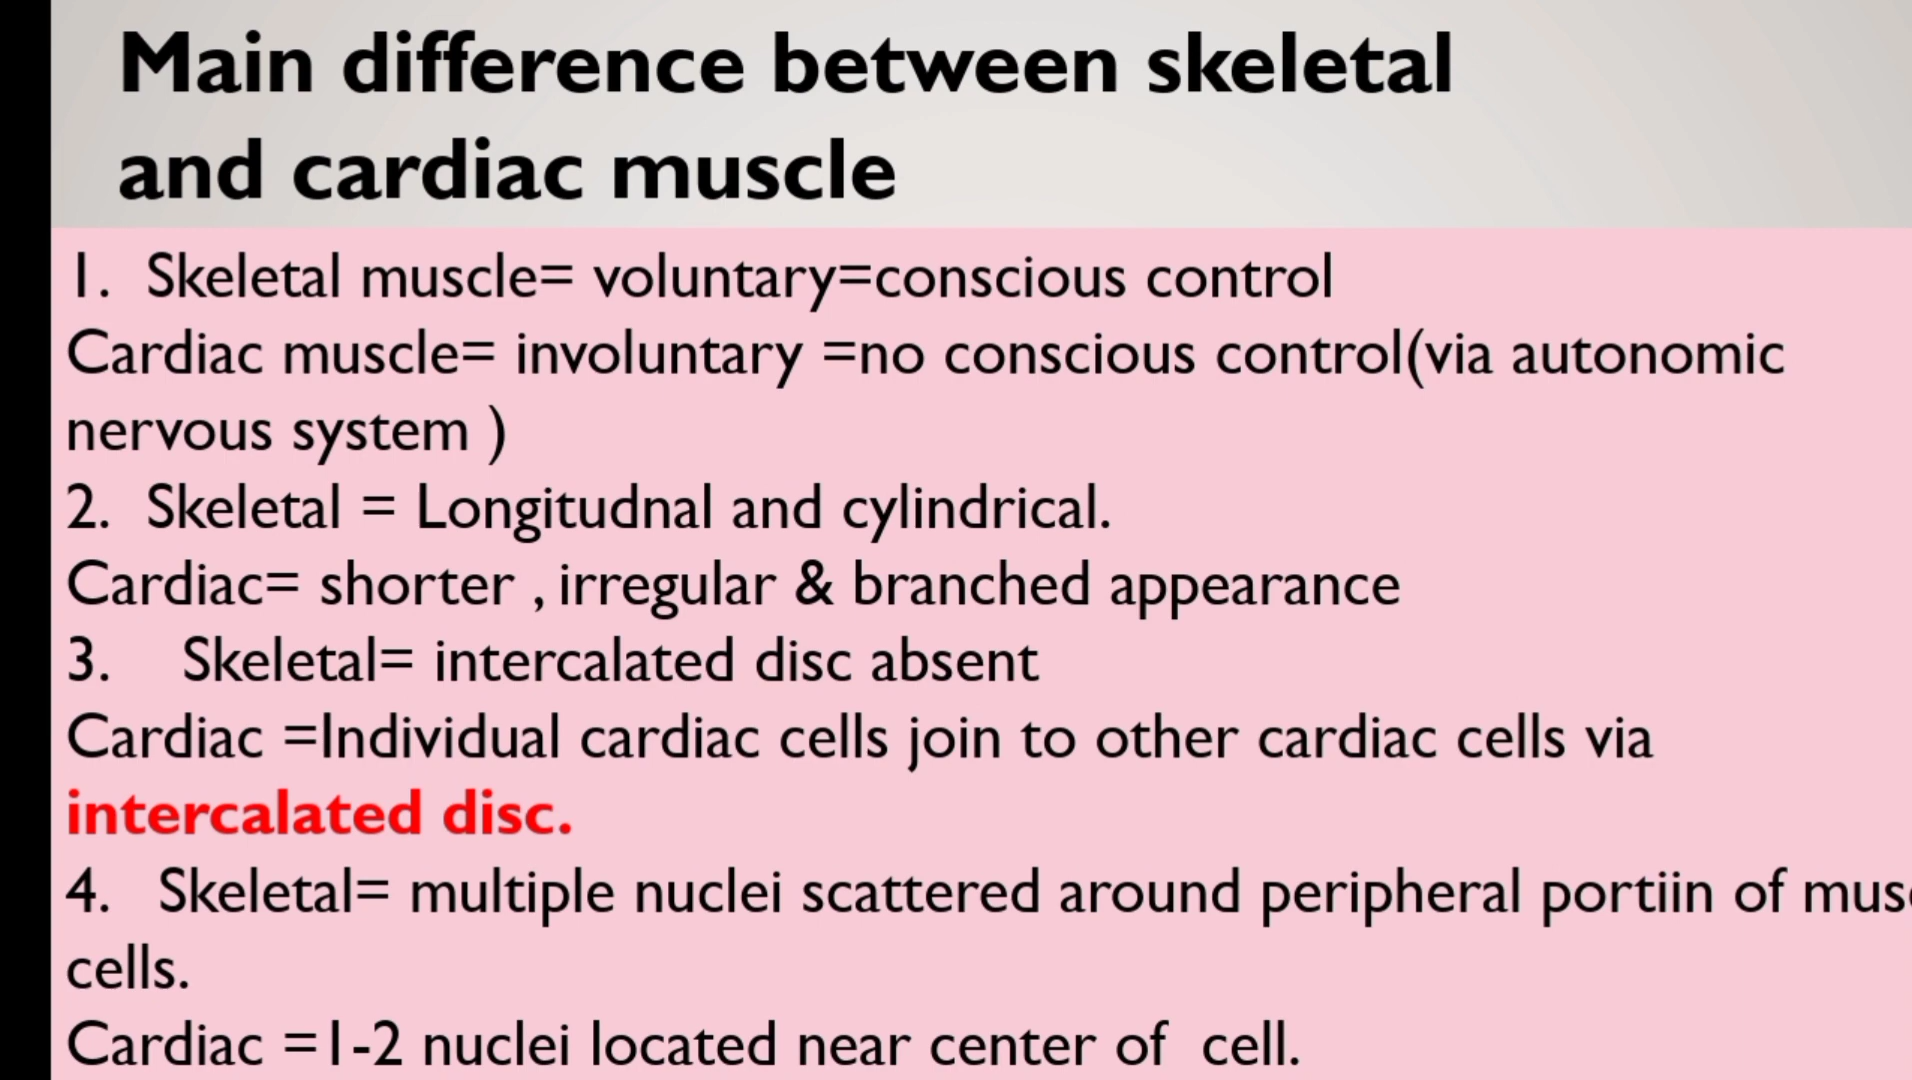 Main difference between skeletal
and cardiac muscle
1. Skeletal muscle= voluntary=conscious control
Cardiac muscle= involuntary =no conscious control(via autonomic
nervous system )
2. Skeletal = Longitudnal and cylindrical.
Cardiac= shorter , irregular & branched appearance
3. Skeletal= intercalated disc absent
Cardiac =Individual cardiac cells join to other cardiac cells via
intercalated disc.
4. Skeletal= multiple nuclei scattered around peripheral portiin of
cells.
Cardiac =1-2 nuclei located near center of cell.